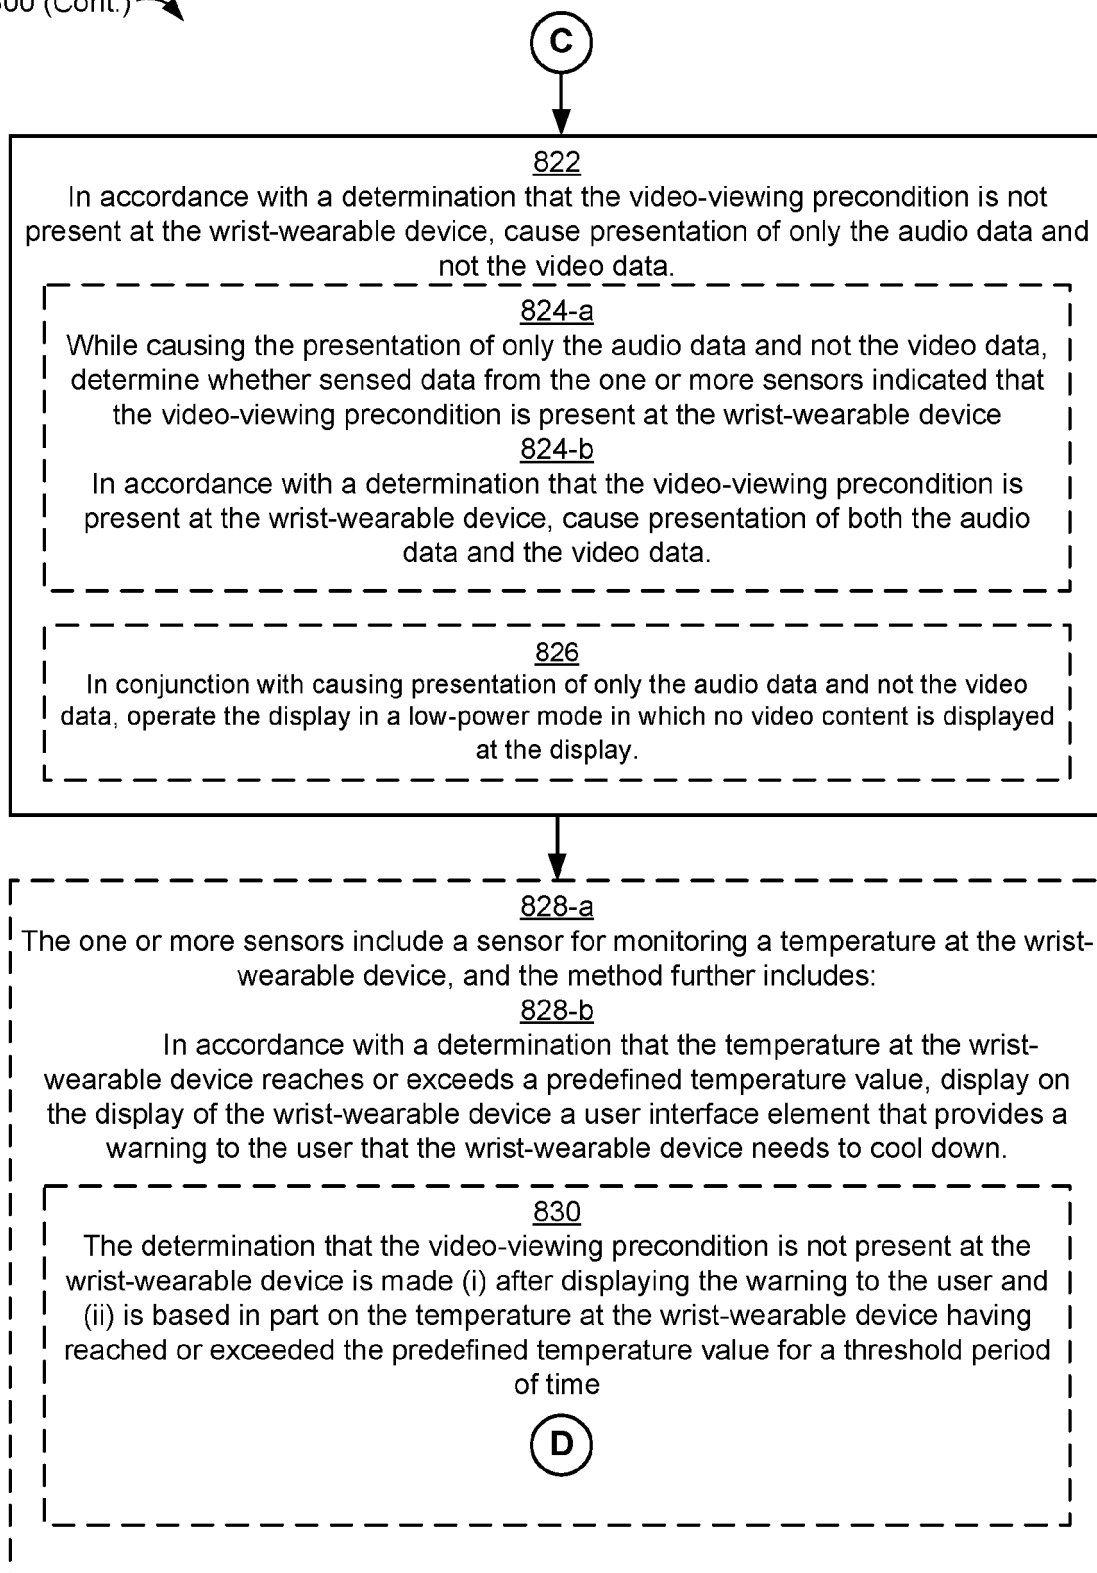 00 (Cont.)
C
822
In accordance with a determination that the video-viewing precondition is not
present at the wrist-wearable device, cause presentation of only the audio data and
not the video data.
824-a
While causing the presentation of only the audio data and not the video data,
determine whether sensed data from the one or more sensors indicated that
the video-viewing precondition is present at the wrist-wearable device
824-b
In accordance with a determination that the video-viewing precondition is
present at the wrist-wearable device, cause presentation of both the audio
data and the video data.
826
In conjunction with causing presentation of only the audio data and not the video
data, operate the display in a low-power mode in which no video content is displayed
at the display.
828-a
The one or more sensors include a sensor for monitoring a temperature at the wrist-
wearable device, and the method further includes:
828-b
In accordance with a determination that the temperature at the wrist-
wearable device reaches or exceeds a predefined temperature value, display on
the display of the wrist-wearable device a user interface element that provides a
warning to the user that the wrist-wearable device needs to cool down.
830
The determination that the video-viewing precondition is not present at the
wrist-wearable device is made (i) after displaying the warning to the user and
(ii) is based in part on the temperature at the wrist-wearable device having
reached or exceeded the predefined temperature value for a threshold period
of time
D